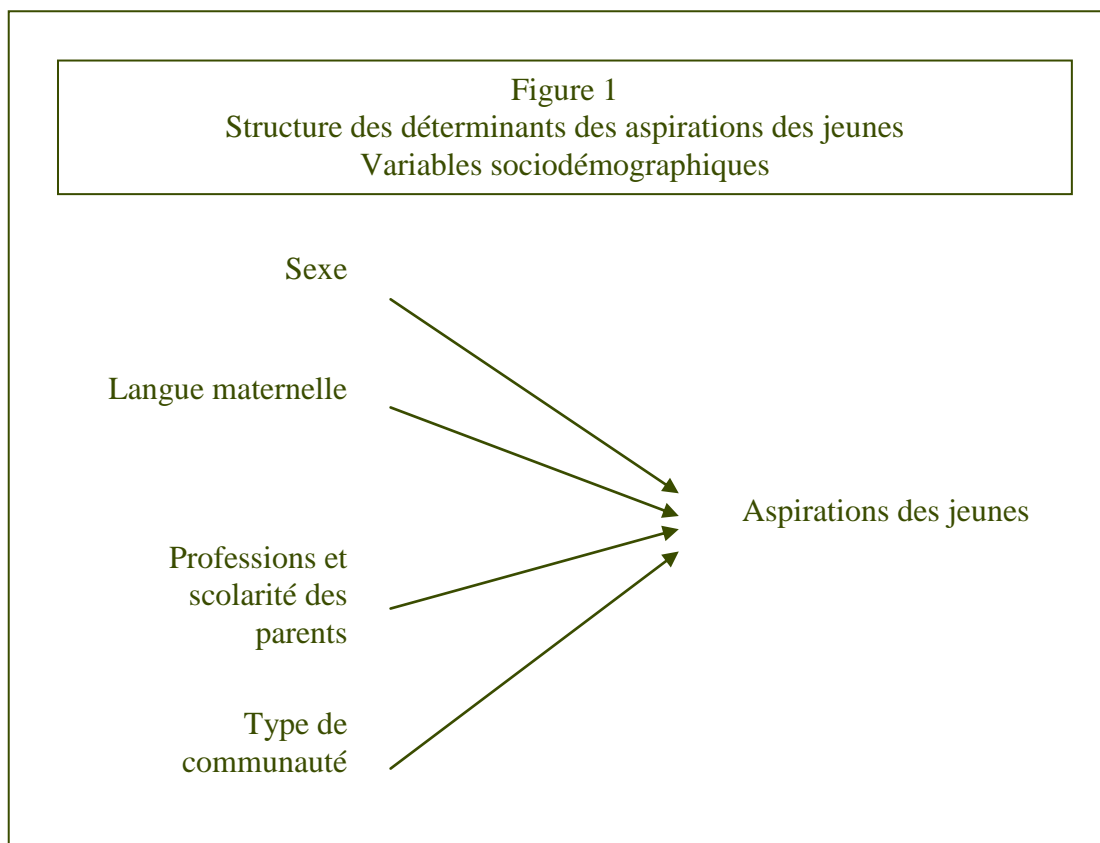 Figure 1
Structure des déterminants des aspirations des jeunes
Variables sociodémographiques
Sexe
Langue maternelle
Aspirations des jeunes
Professions et
scolarité des
parents
Type de
communauté